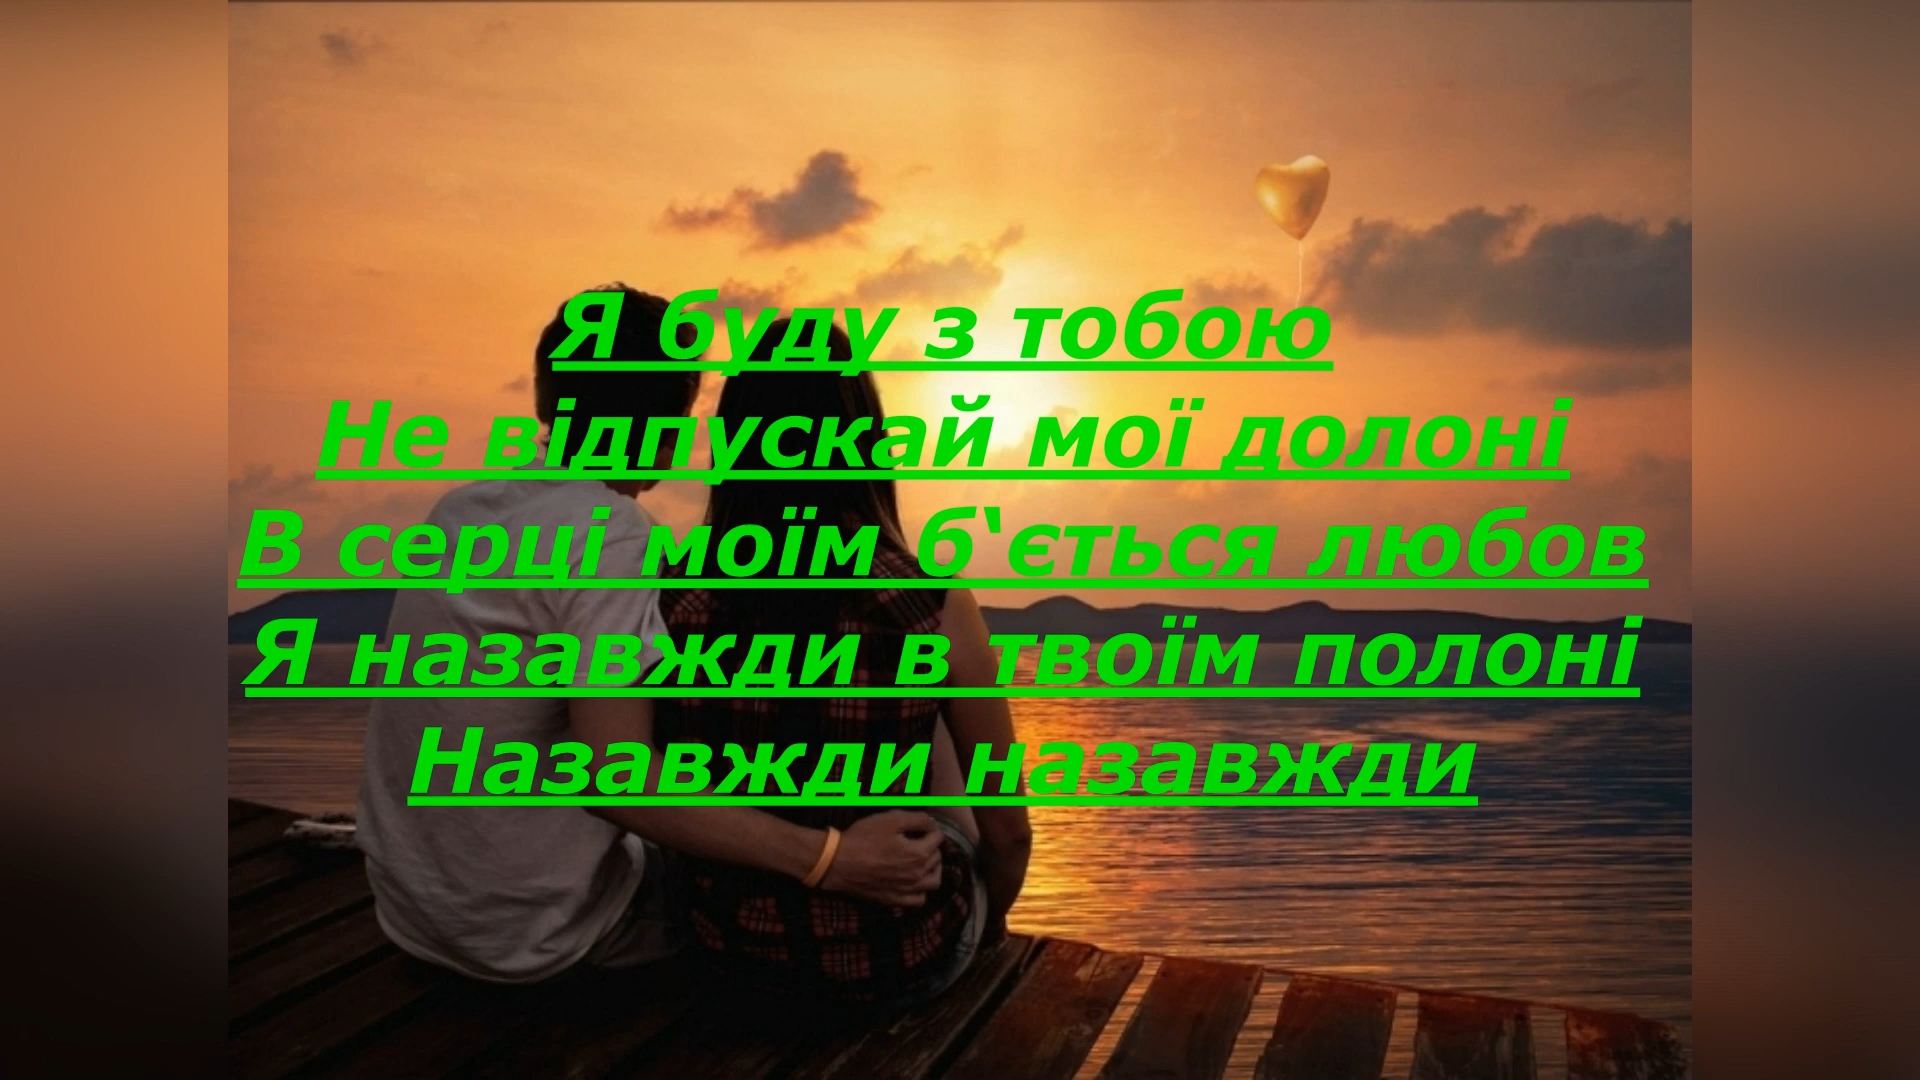 Я буду з тобою
Не відпускай мої долоні
В серці моїм б‘ється любов
Я назавжди в твоїм полоні
Назавжди назавжди